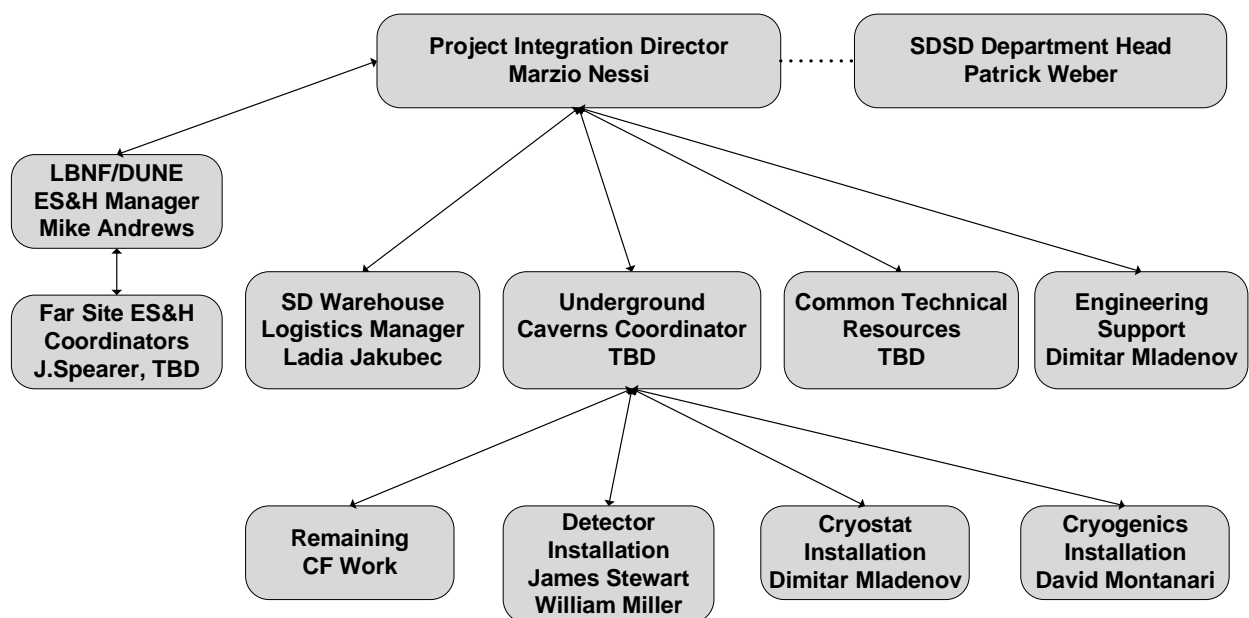 Project Integration Director
Marzio Nessi
SDSD Department Head
Patrick Weber
LBNF/DUNE
ES&H Manager
Mike Andrews
Far Site ES&H
Coordinators
J.Spearer, TBD
SD Warehouse
Logistics Manager
Ladia Jakubec
Underground
Caverns Coordinator
TBD
Common Technical
Resources
TBD
Engineering
Support
Dimitar Mladenov
Remaining
CF Work
Detector
Installation
James Stewart
William Miller
Cryostat
Installation
Dimitar Mladenov
Cryogenics
Installation
David Montanari